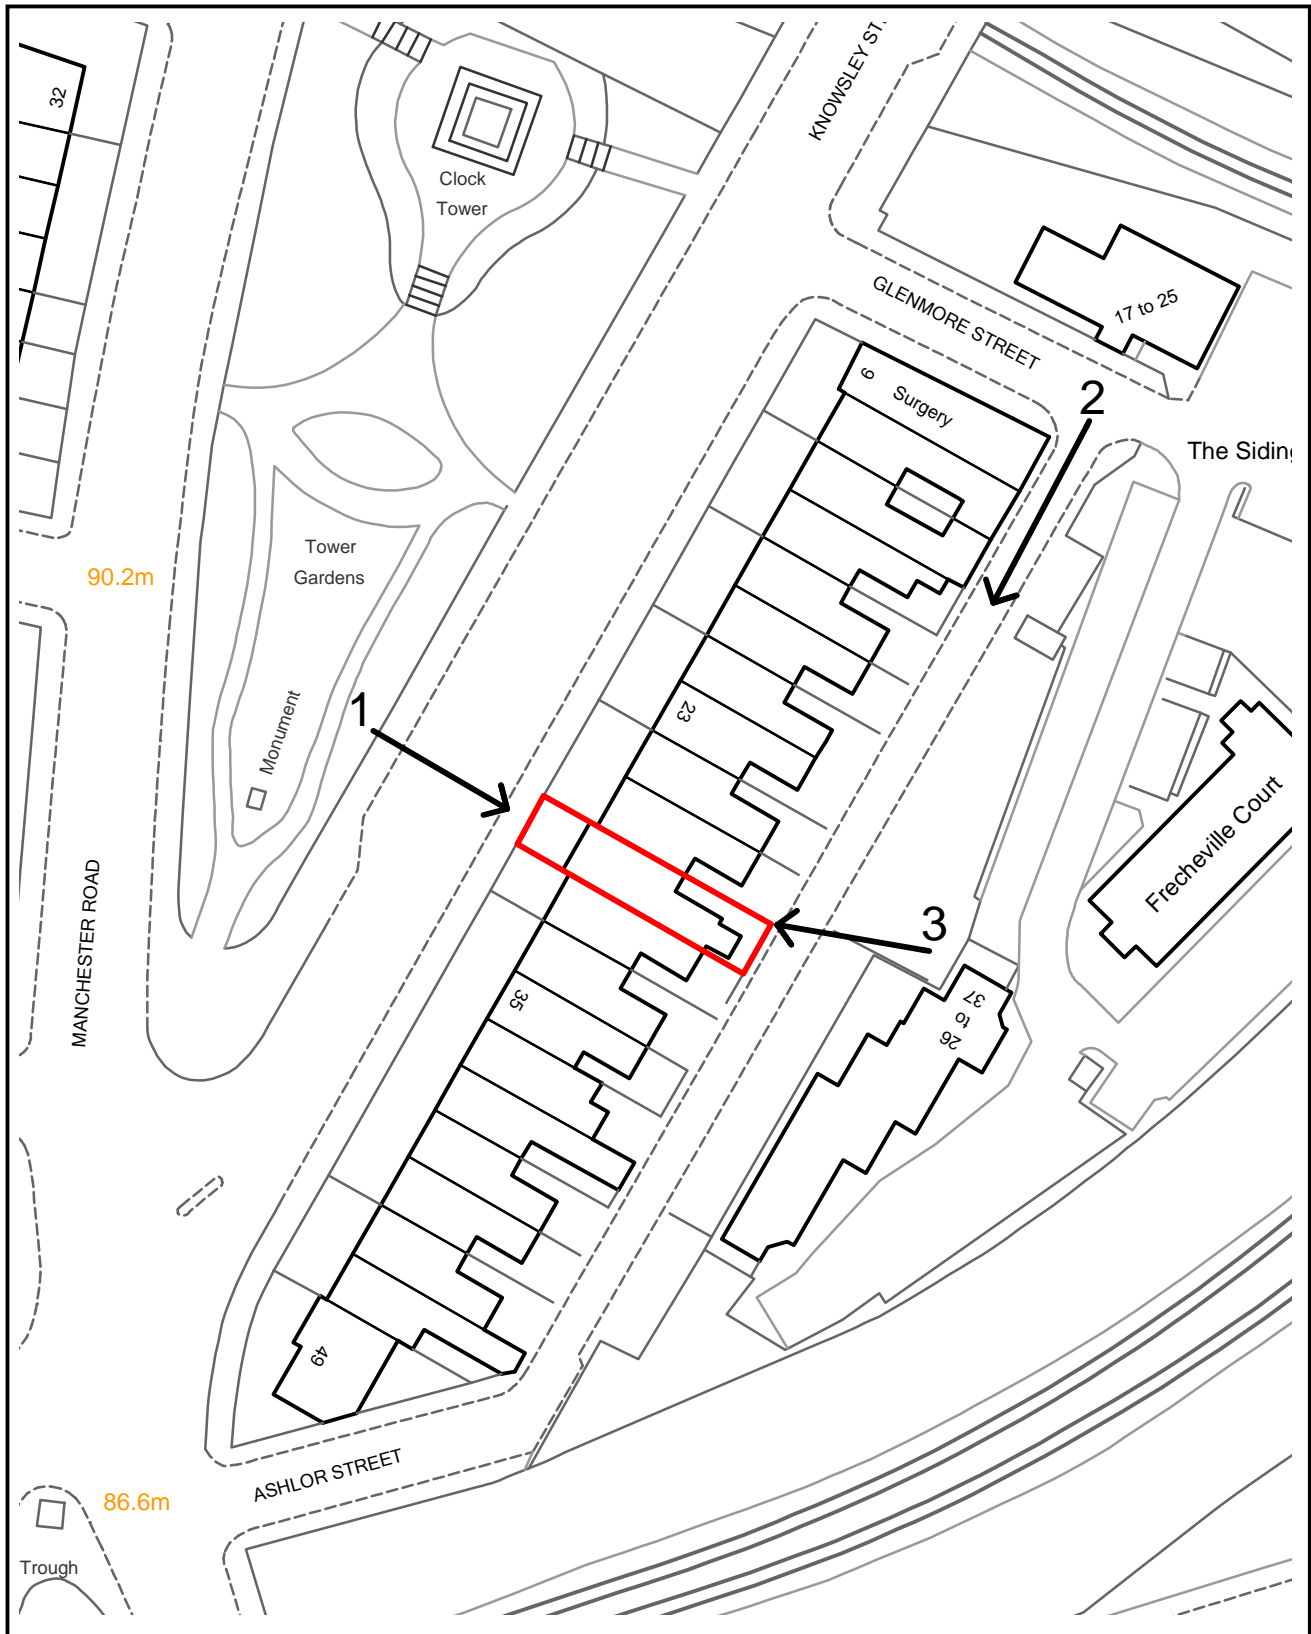 32
Clock
Tower
KNOWSLEY ST
17 to 25
GLENMORE STREET
9
Surgery
2
The Siding
Tower
Gardens
90.2m
23
1
Monument
Frecheville Court
MANCHESTER ROAD
3
35
37
to
26
49
ASHLOR STREET
86.6m
Trough